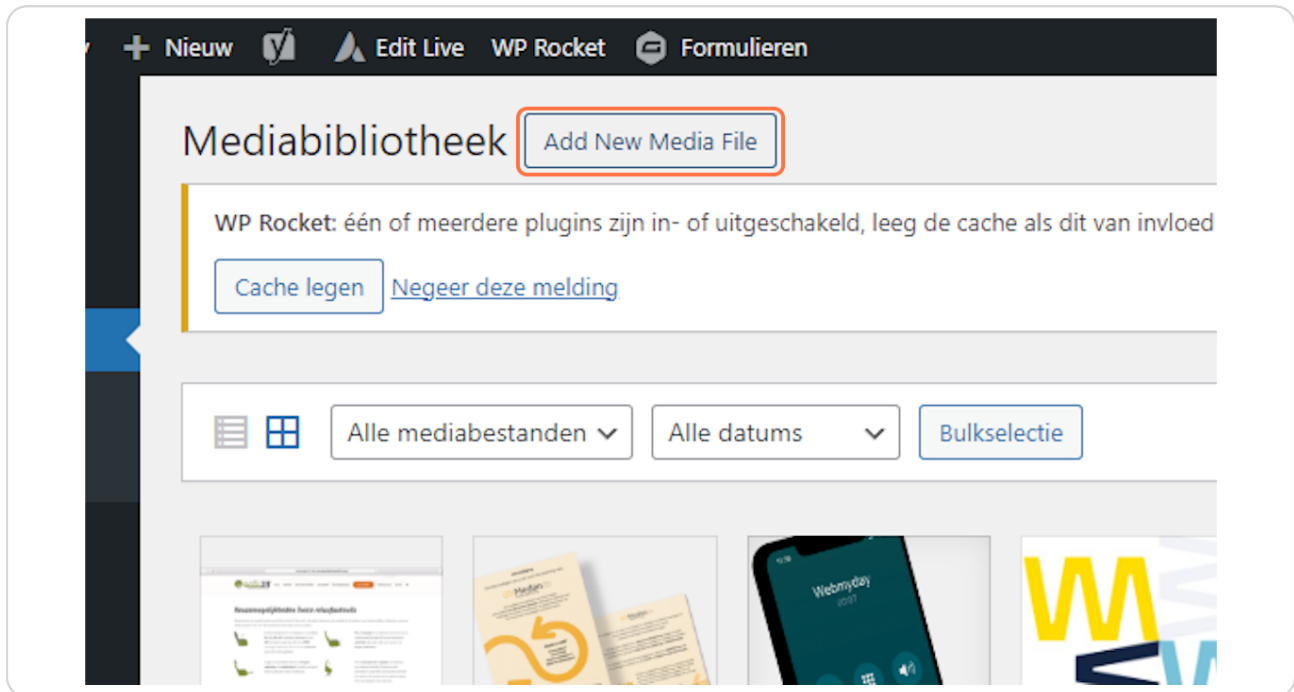 Nieuw Edit Live WP Rocket Formulieren
Mediabibliotheek Add New Media File
WP Rocket: één of meerdere plugins zijn in- of uitgeschakeld, leeg de cache als dit van invloed
Cache legen Negeer deze melding
Alle mediabestanden Alle datums Bulkselectie
Webmyday